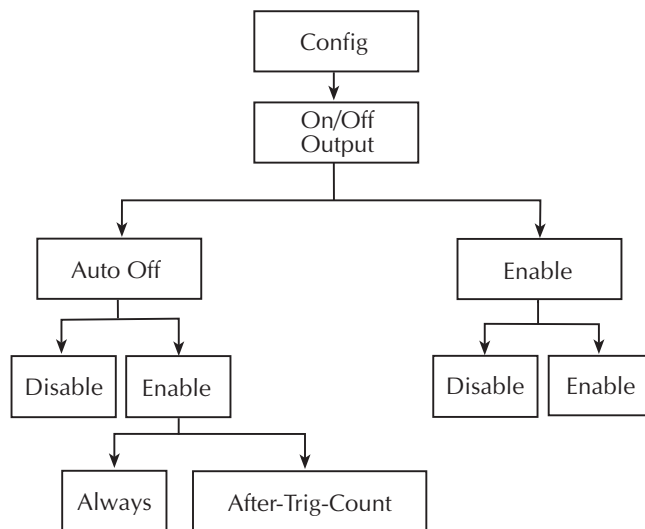 Config
On/Off
Output
Auto Off
Enable
Disable
Enable
Disable
Enable
Always
After-Trig-Count